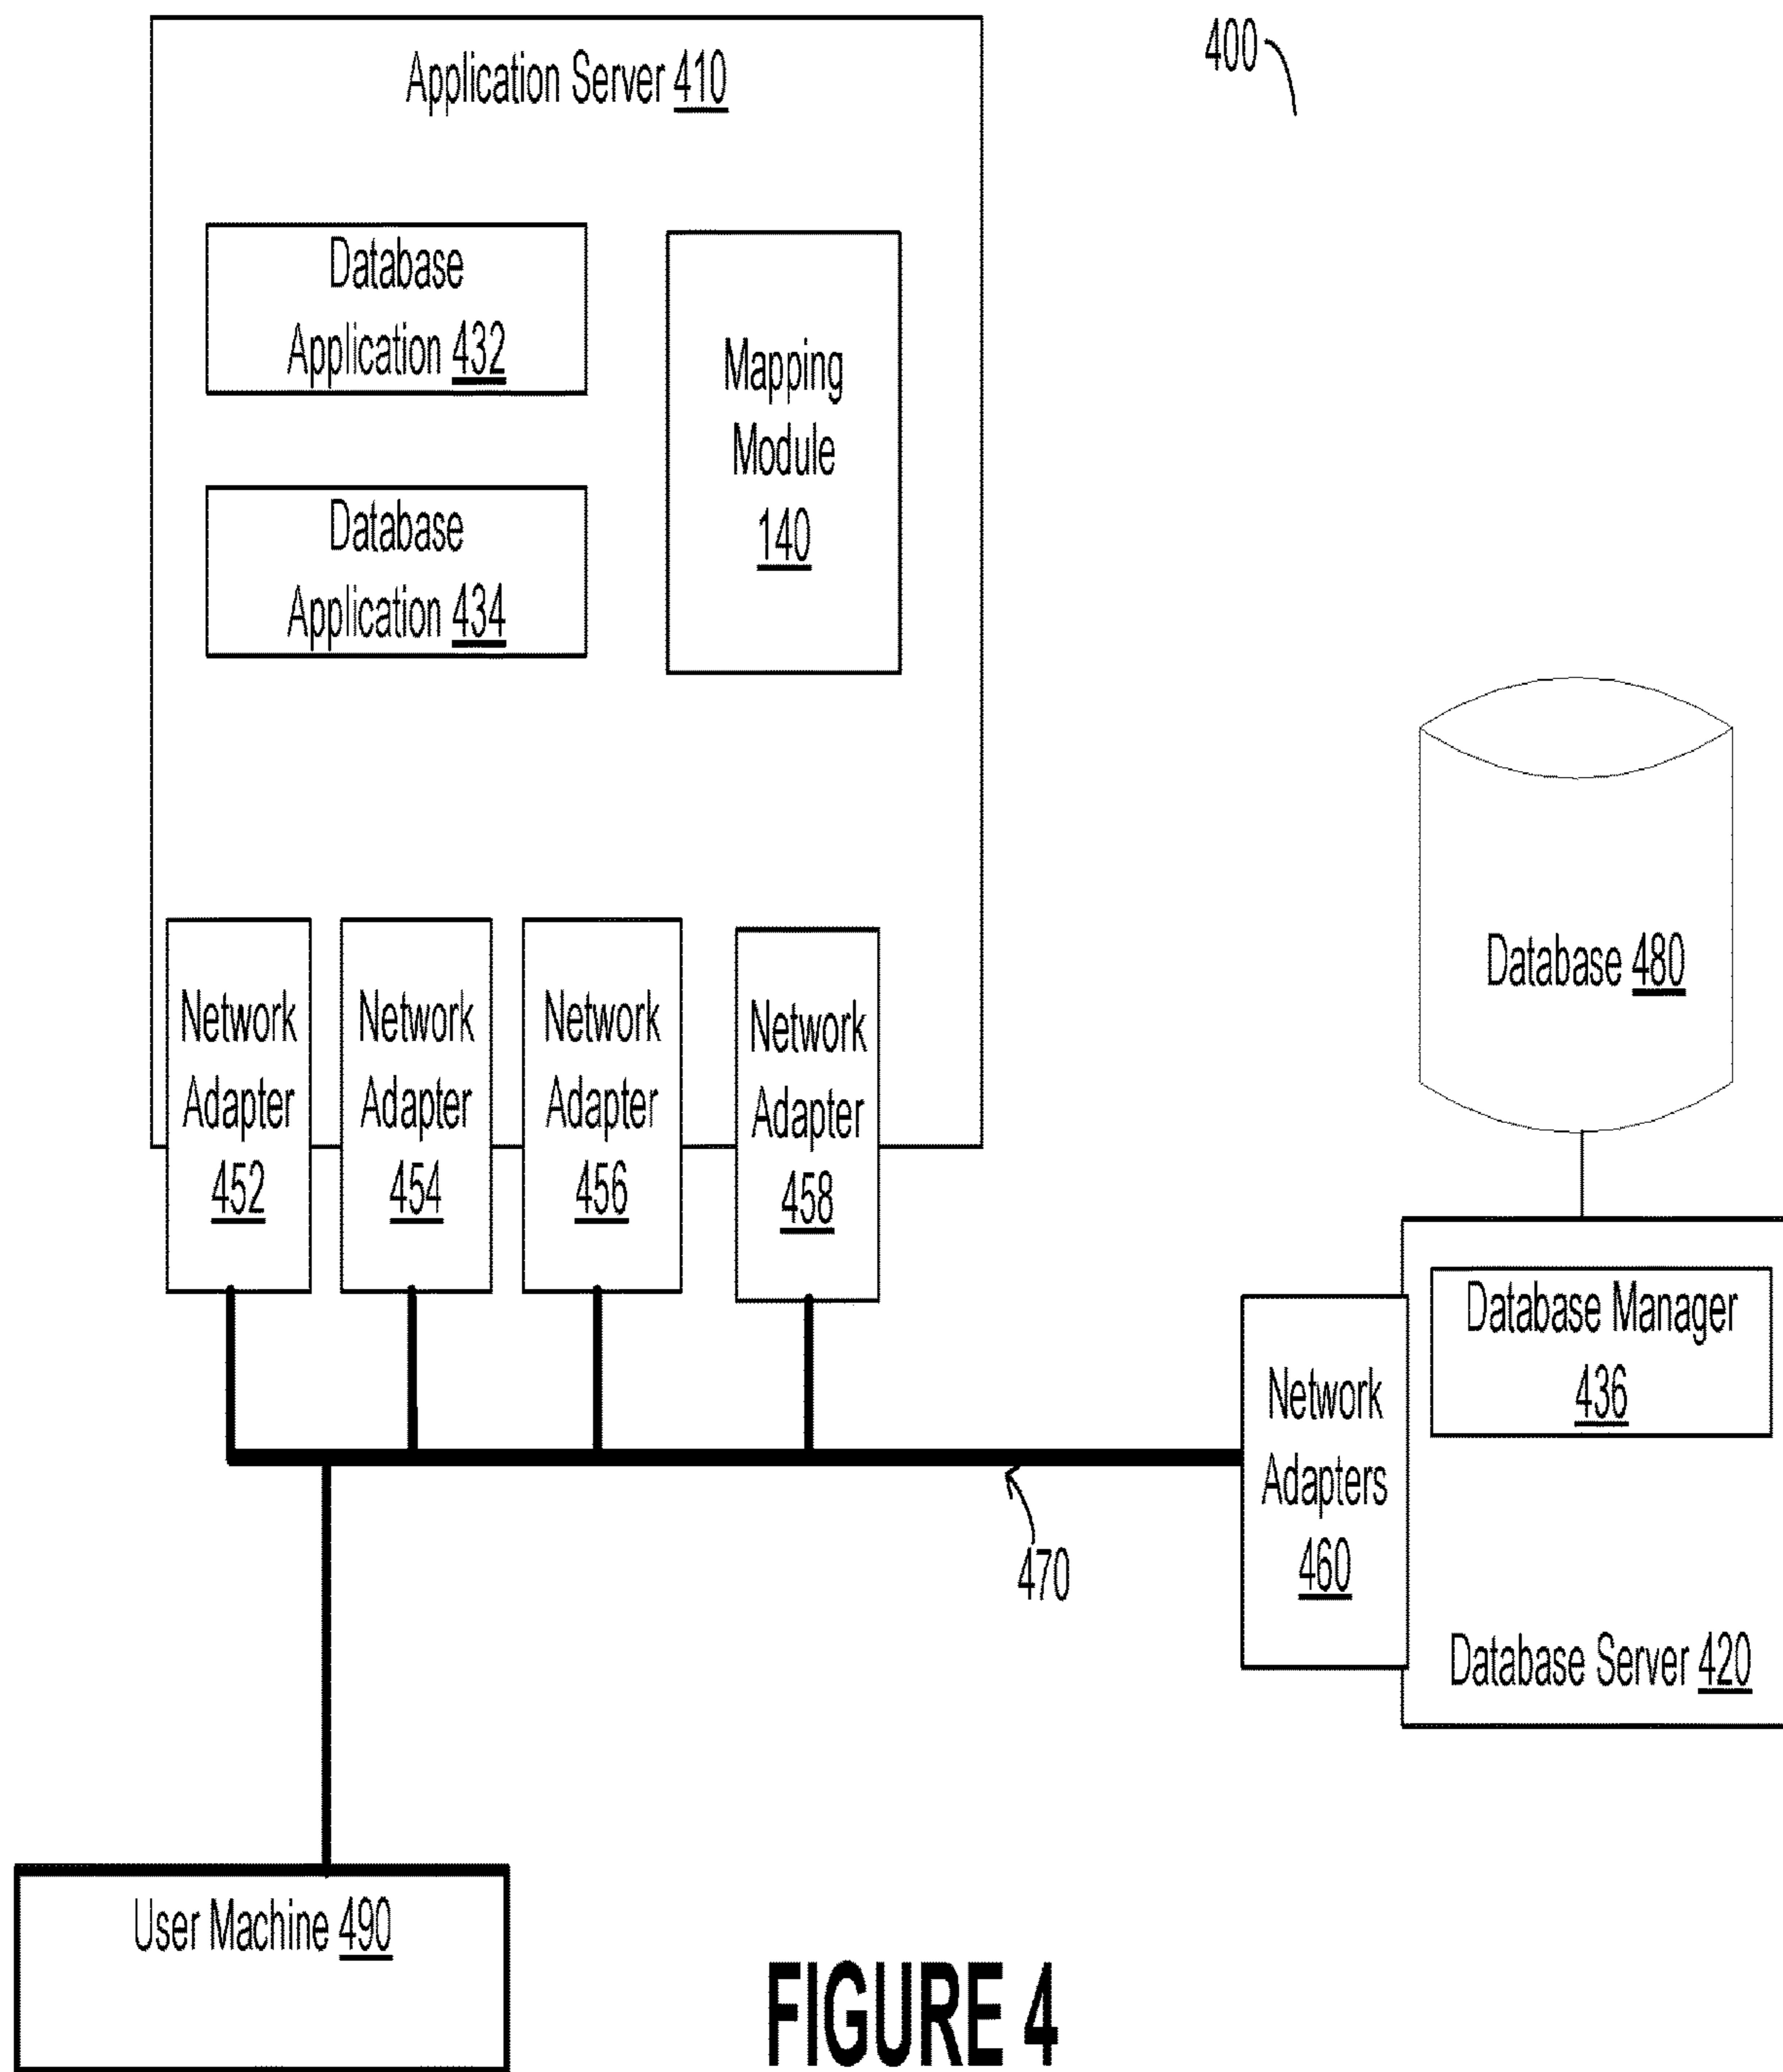 400
Application Server 410
Database
Application 432
Mapping
Module
140
Database
Application 434
Network
Adapter
452
Network
Adapter
454
Network
Adapter
456
Network
Adapter
458
Database 480
Database Manager
436
Network
Adapters
460
Database Server 420
470
User Machine 490
FIGURE 4